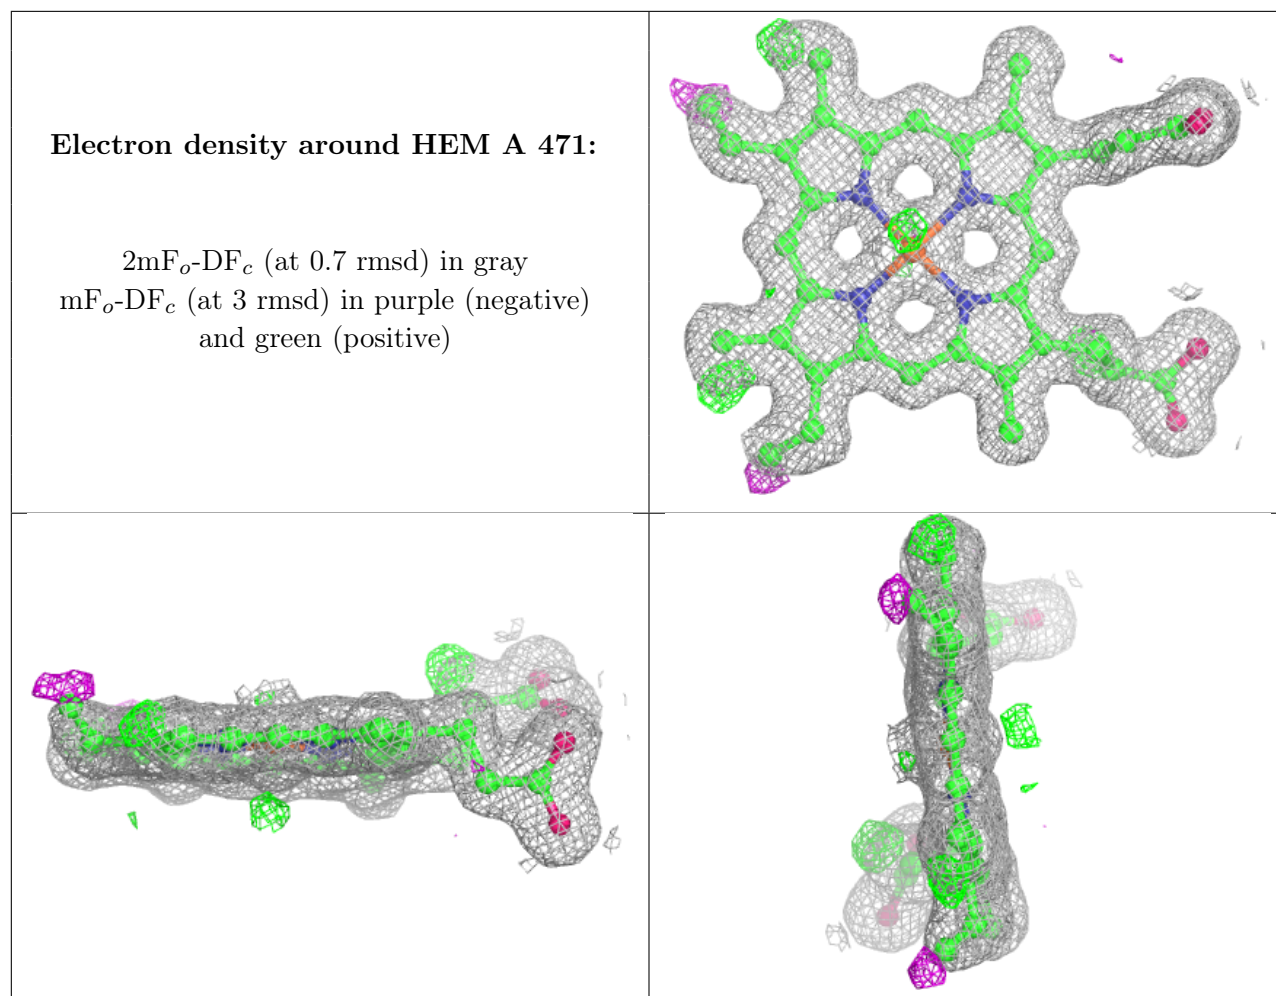 Electron density around HEM A 471:
2mFo-DFc (at 0.7 rmsd) in gray
mFo-DFc (at 3 rmsd) in purple (negative)
and green (positive)